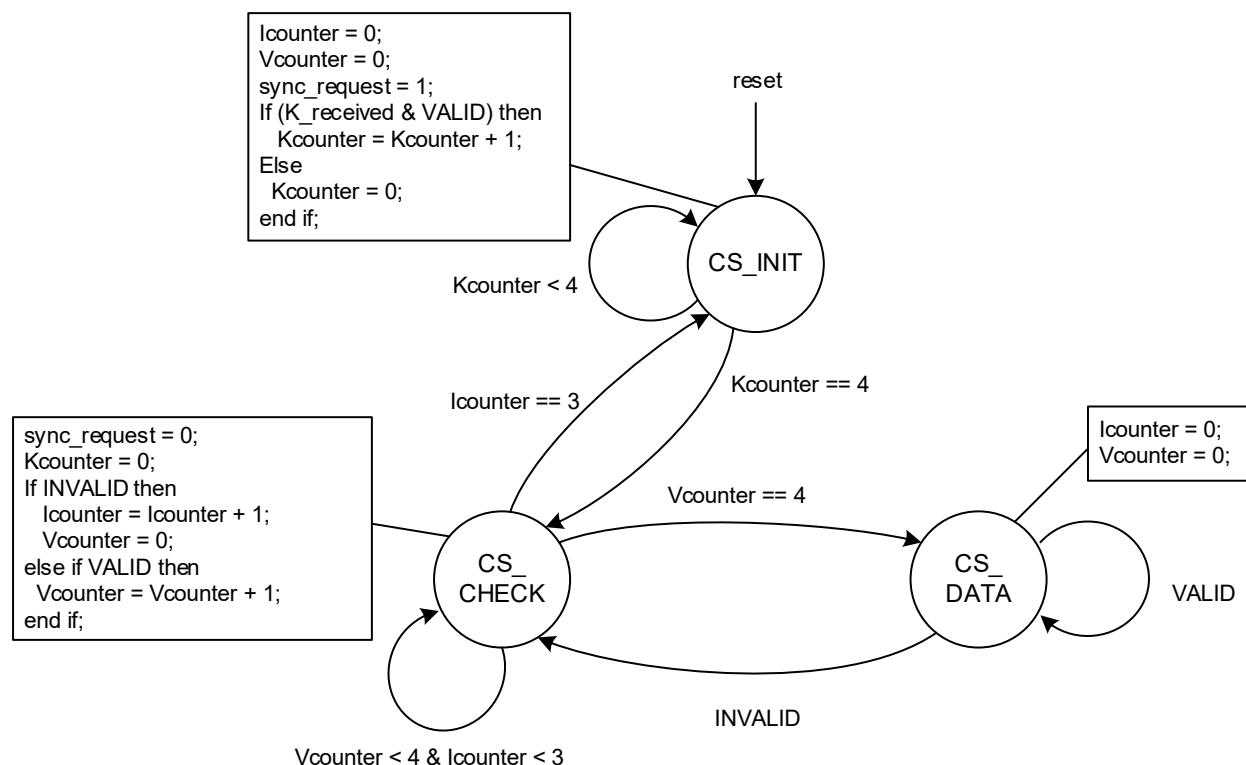 Icounter = 0;
Vcounter = 0;
sync_request = 1;
If (K_received & VALID) then
Kcounter = Kcounter + 1;
Else
Kcounter = 0;
end if;
reset
CS_INIT
Kcounter < 4
Icounter == 3
Kcounter == 4
sync_request = 0;
Kcounter = 0;
If INVALID then
Icounter = Icounter + 1;
Vcounter = 0;
else if VALID then
Vcounter = Vcounter + 1;
end if;
Icounter = 0;
Vcounter = 0;
Vcounter == 4
CS_
CHECK
CS_
DATA
VALID
INVALID
Vcounter < 4 & Icounter < 3